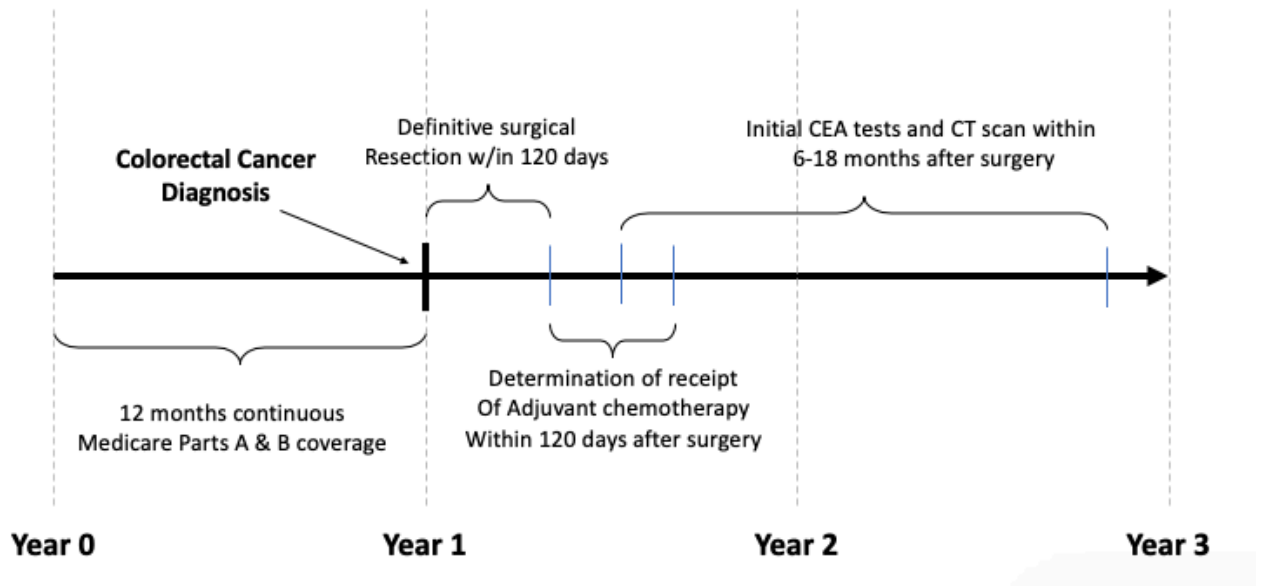 Definitive surgical
Resection w/in 120 days
Initial CEA tests and CT scan within
6-18 months after surgery
Colorectal Cancer
Diagnosis
12 months continuous
Medicare Parts A & B coverage
Determination of receipt
Of Adjuvant chemotherapy
Within 120 days after surgery
Year 0
Year 1
Year 2
Year 3